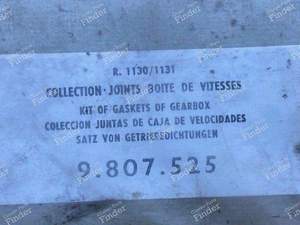 R. 1130/1131
COLLECTION·JOINTS BOITE DE VITESSES
KIT OF GASKETS OF GEARBOX
COLECCION JUNTAS DE CAJA DE VELOCIDADES
SATZ VON GETRIEBEDICHTUNGEN
9.807.525